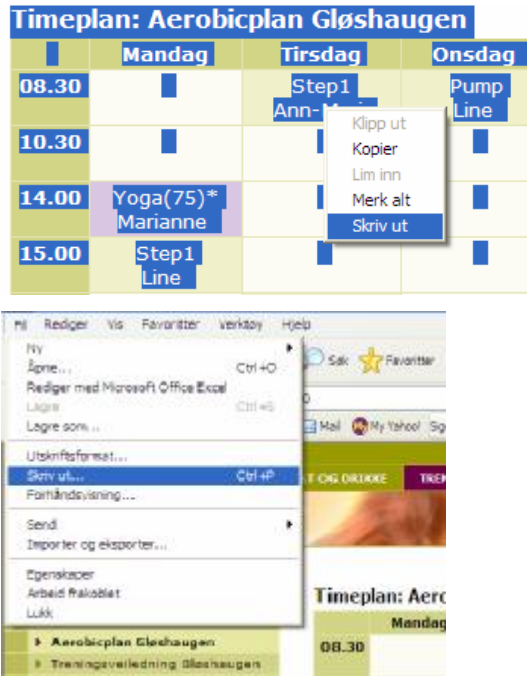 Timeplan: Aerobicplan Gløshaugen
Mandag Tirsdag Onsdag
08.30 Step1 Pump
Ann- Line
Klipp ut
Kopier
Lim inn
Merk alt
Skriv ut
10.30
14.00 Yoga(75)*
Marianne
15.00 Step1
Line
Fil Rediger Vis Favoritter Verktøy Hjelp
Ny
Åpne... Ctrl+O
Rediger med Microsoft Office Excel
Lagre Ctrl+S
Lagre som...
Utskriftsformat...
Skriv ut... Ctrl+P
Forhåndsvisning...
Send
Importer og eksporter...
Egenskaper
Arbeid frakoblet
Lukk
Søk Favoritter
Mail My Yahoo!
T OG DRIKKE
Timeplan: Aero
Mandag
08.30
Aerobicplan Gløshaugen
Treningsveiledning Gløshaugen